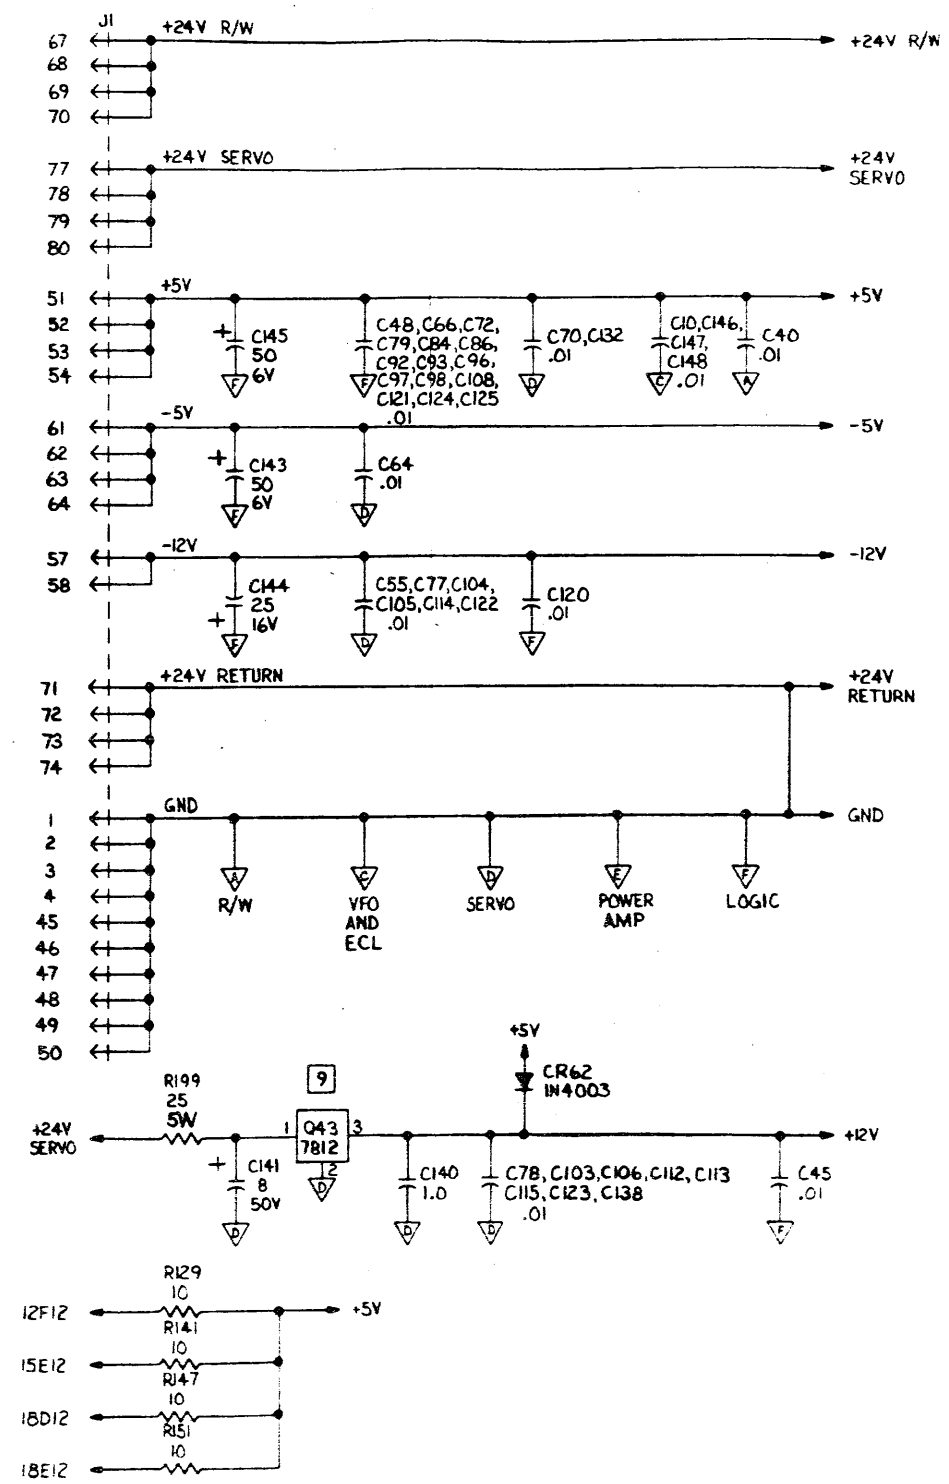 J1
67 +24V R/W +24V R/W
68
69
70
77 +24V SERVO +24V
SERVO
78
79
80
51 +5V +5V
52
53
54
+ C145
50
6V
F
C48, C66, C72,
C79, C84, C86,
C92, C93, C96,
C97, C98, C108,
C121, C124, C125
.01
F
C70, C132
.01
D
C10, C146,
C147,
C148
.01
C
C40
.01
A
61 -5V -5V
62
63
64
+ C143
50
6V
F
C64
.01
D
57 -12V -12V
58
C144
25
+ 16V
F
C55, C77, C104,
C105, C114, C122
.01
D
C120
.01
F
71 +24V RETURN +24V
RETURN
72
73
74
1 GND GND
2
3
4
45
46
47
48
49
50
A
R/W
C
VFO
AND
ECL
D
SERVO
E
POWER
AMP
F
LOGIC
+5V
CR62
1N4003
9
R199
25
5W
+24V
SERVO
1 Q43 3
7812
2
D
+12V
+ C141
8
50V
D
C140
1.0
D
C78, C103, C106, C112, C113
C115, C123, C138
.01
D
C45
.01
F
R129
10
12F12 +5V
R141
10
15E12
R147
10
18D12
R151
10
18E12